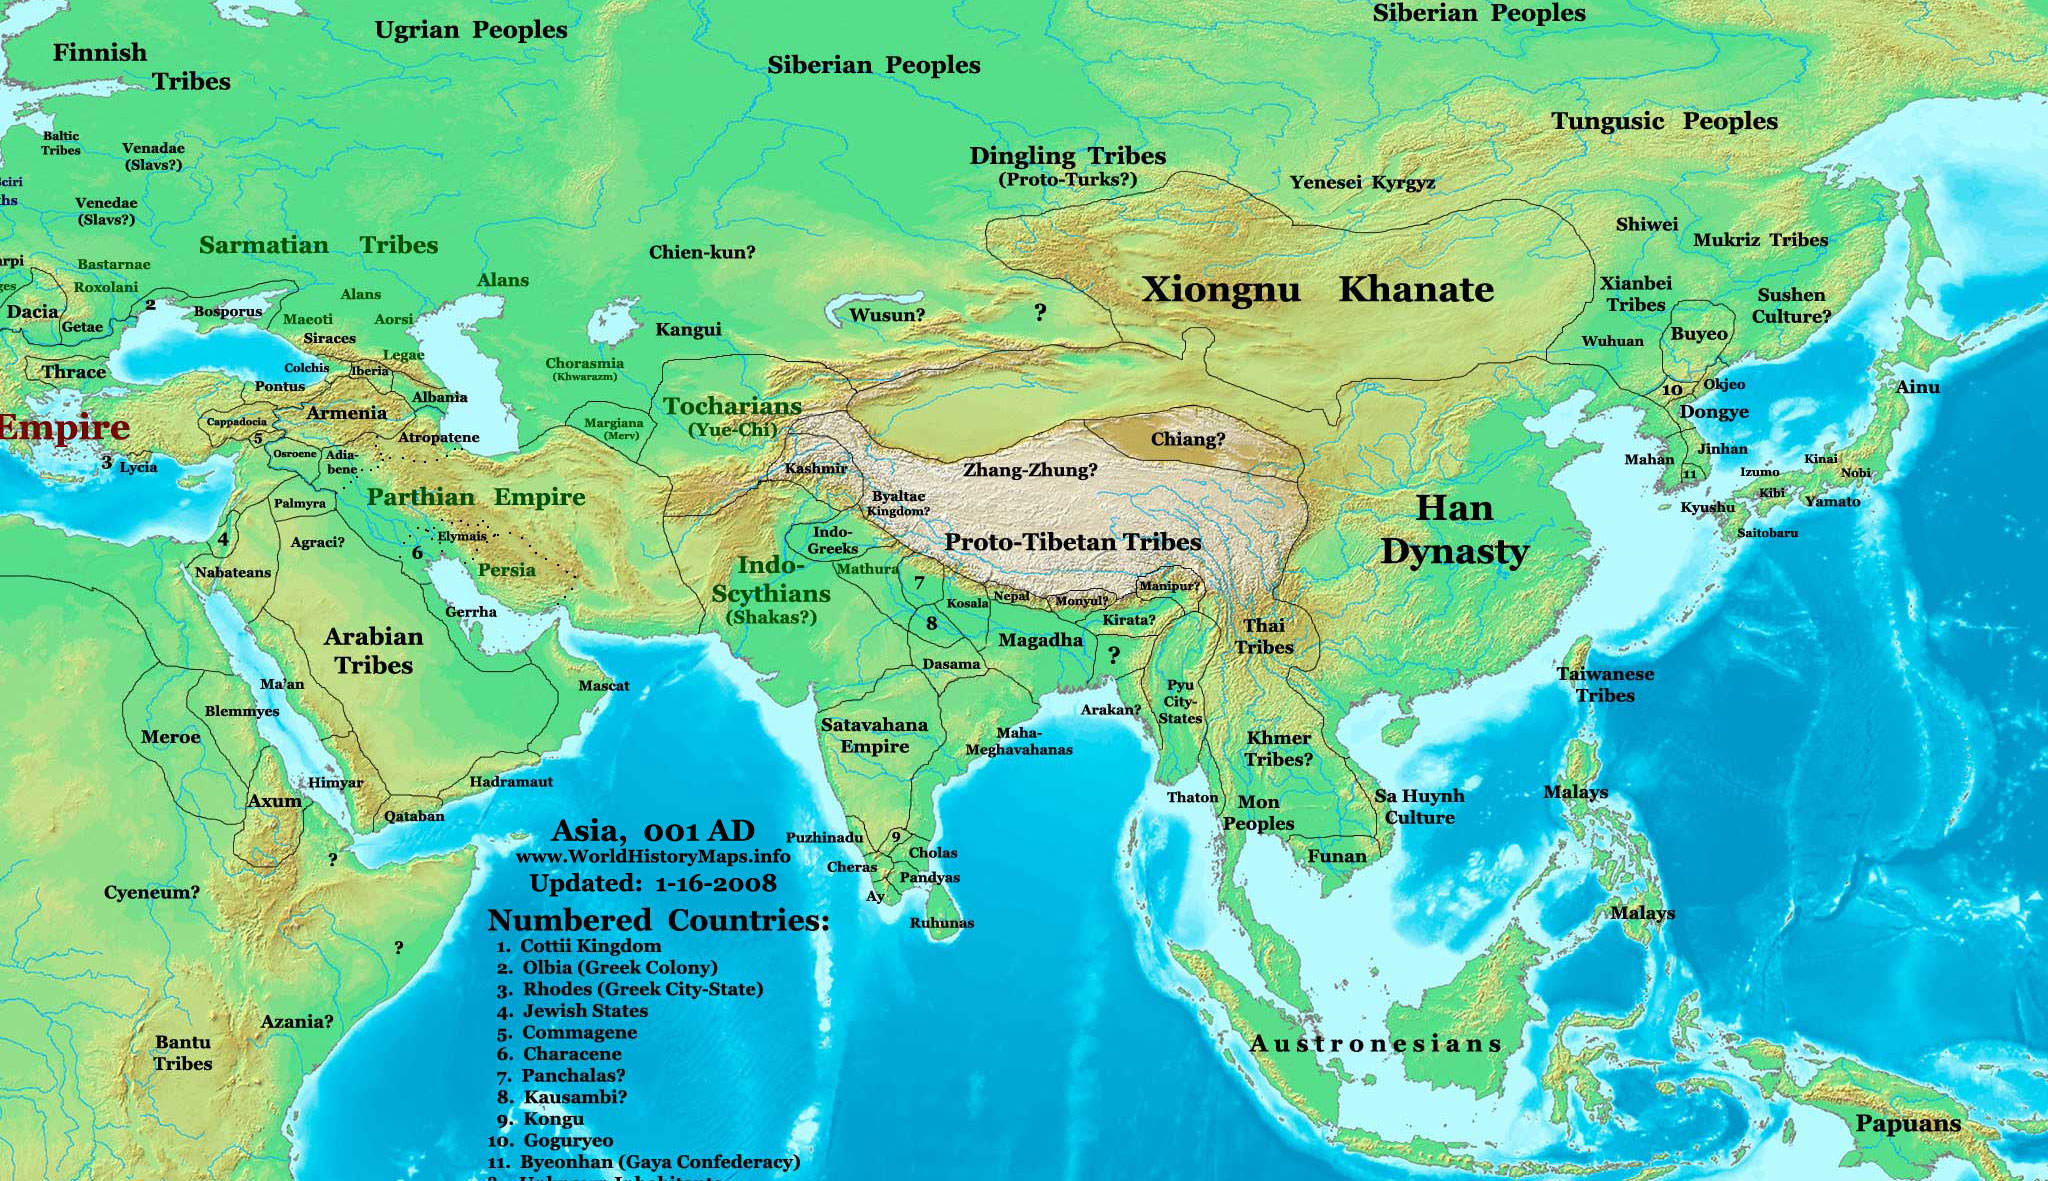 Siberian Peoples
Ugrian Peoples
Finnish
Tribes
Siberian Peoples
Tungusic Peoples
Baltic
Tribes
Venadae
(Slavs?)
Dingling Tribes
(Proto-Turks?)
Yenesei Kyrgyz
Venedae
(Slavs?)
Shiwei
Mukriz Tribes
Sarmatian Tribes
Chien-kun?
Bastarnae
Roxolani
Alans
Alans
Xiongnu Khanate
Xianbei
Tribes
Sushen
Culture?
2
Dacia
Getae
Bosporus
Maeoti
Aorsi
Siraces
Kangui
Wusun?
?
Buyeo
Wuhuan
Thrace
Colchis
Iberia
Legae
Pontus
Albania
Chorasmia
(Khwarazm)
10
Okjeo
Ainu
Empire
Cappadocia
Armenia
5
Atropatene
Margiana
(Merv)
Tocharians
(Yue-Chi)
Chiang?
Dongye
Jinhan
3
Lycia
Osroene
Adia-
bene
Kashmir
Zhang-Zhung?
Mahan
11
Izumo
Kinai
Nobi
Kibi
Yamato
Kyushu
Saitobaru
Palmyra
Parthian Empire
Byaltae
Kingdom?
Han
Dynasty
4
Agraci?
6
Elymais
Persia
Indo-
Greeks
Proto-Tibetan Tribes
Nabateans
Gerrha
Indo-
Scythians
(Shakas?)
Mathura
7
Kosala
Nepal
Monyul?
Manipur?
8
Kirata?
Arabian
Tribes
Magadha
?
Thai
Tribes
Dasama
Ma'an
Mascat
Taiwanese
Tribes
Blemmyes
Meroe
Satavahana
Empire
Maha-
Meghavahanas
Arakan?
Pyu
City-
States
Khmer
Tribes?
Himyar
Hadramaut
Axum
Qataban
Thaton
Mon
Peoples
Sa Huynh
Culture
Malays
?
Puzhinadu
9
Cholas
Cheras
Pandyas
Ay
Ruhunas
Funan
Cyeneum?
?
Malays
Azania?
Bantu
Tribes
Austronesians
Papuans
Asia, 001 AD
www.WorldHistoryMaps.info
Updated: 1-16-2008
Numbered Countries:
1. Cottii Kingdom
2. Olbia (Greek Colony)
3. Rhodes (Greek City-State)
4. Jewish States
5. Commagene
6. Characene
7. Panchalas?
8. Kausambi?
9. Kongu
10. Goguryeo
11. Byeonhan (Gaya Confederacy)